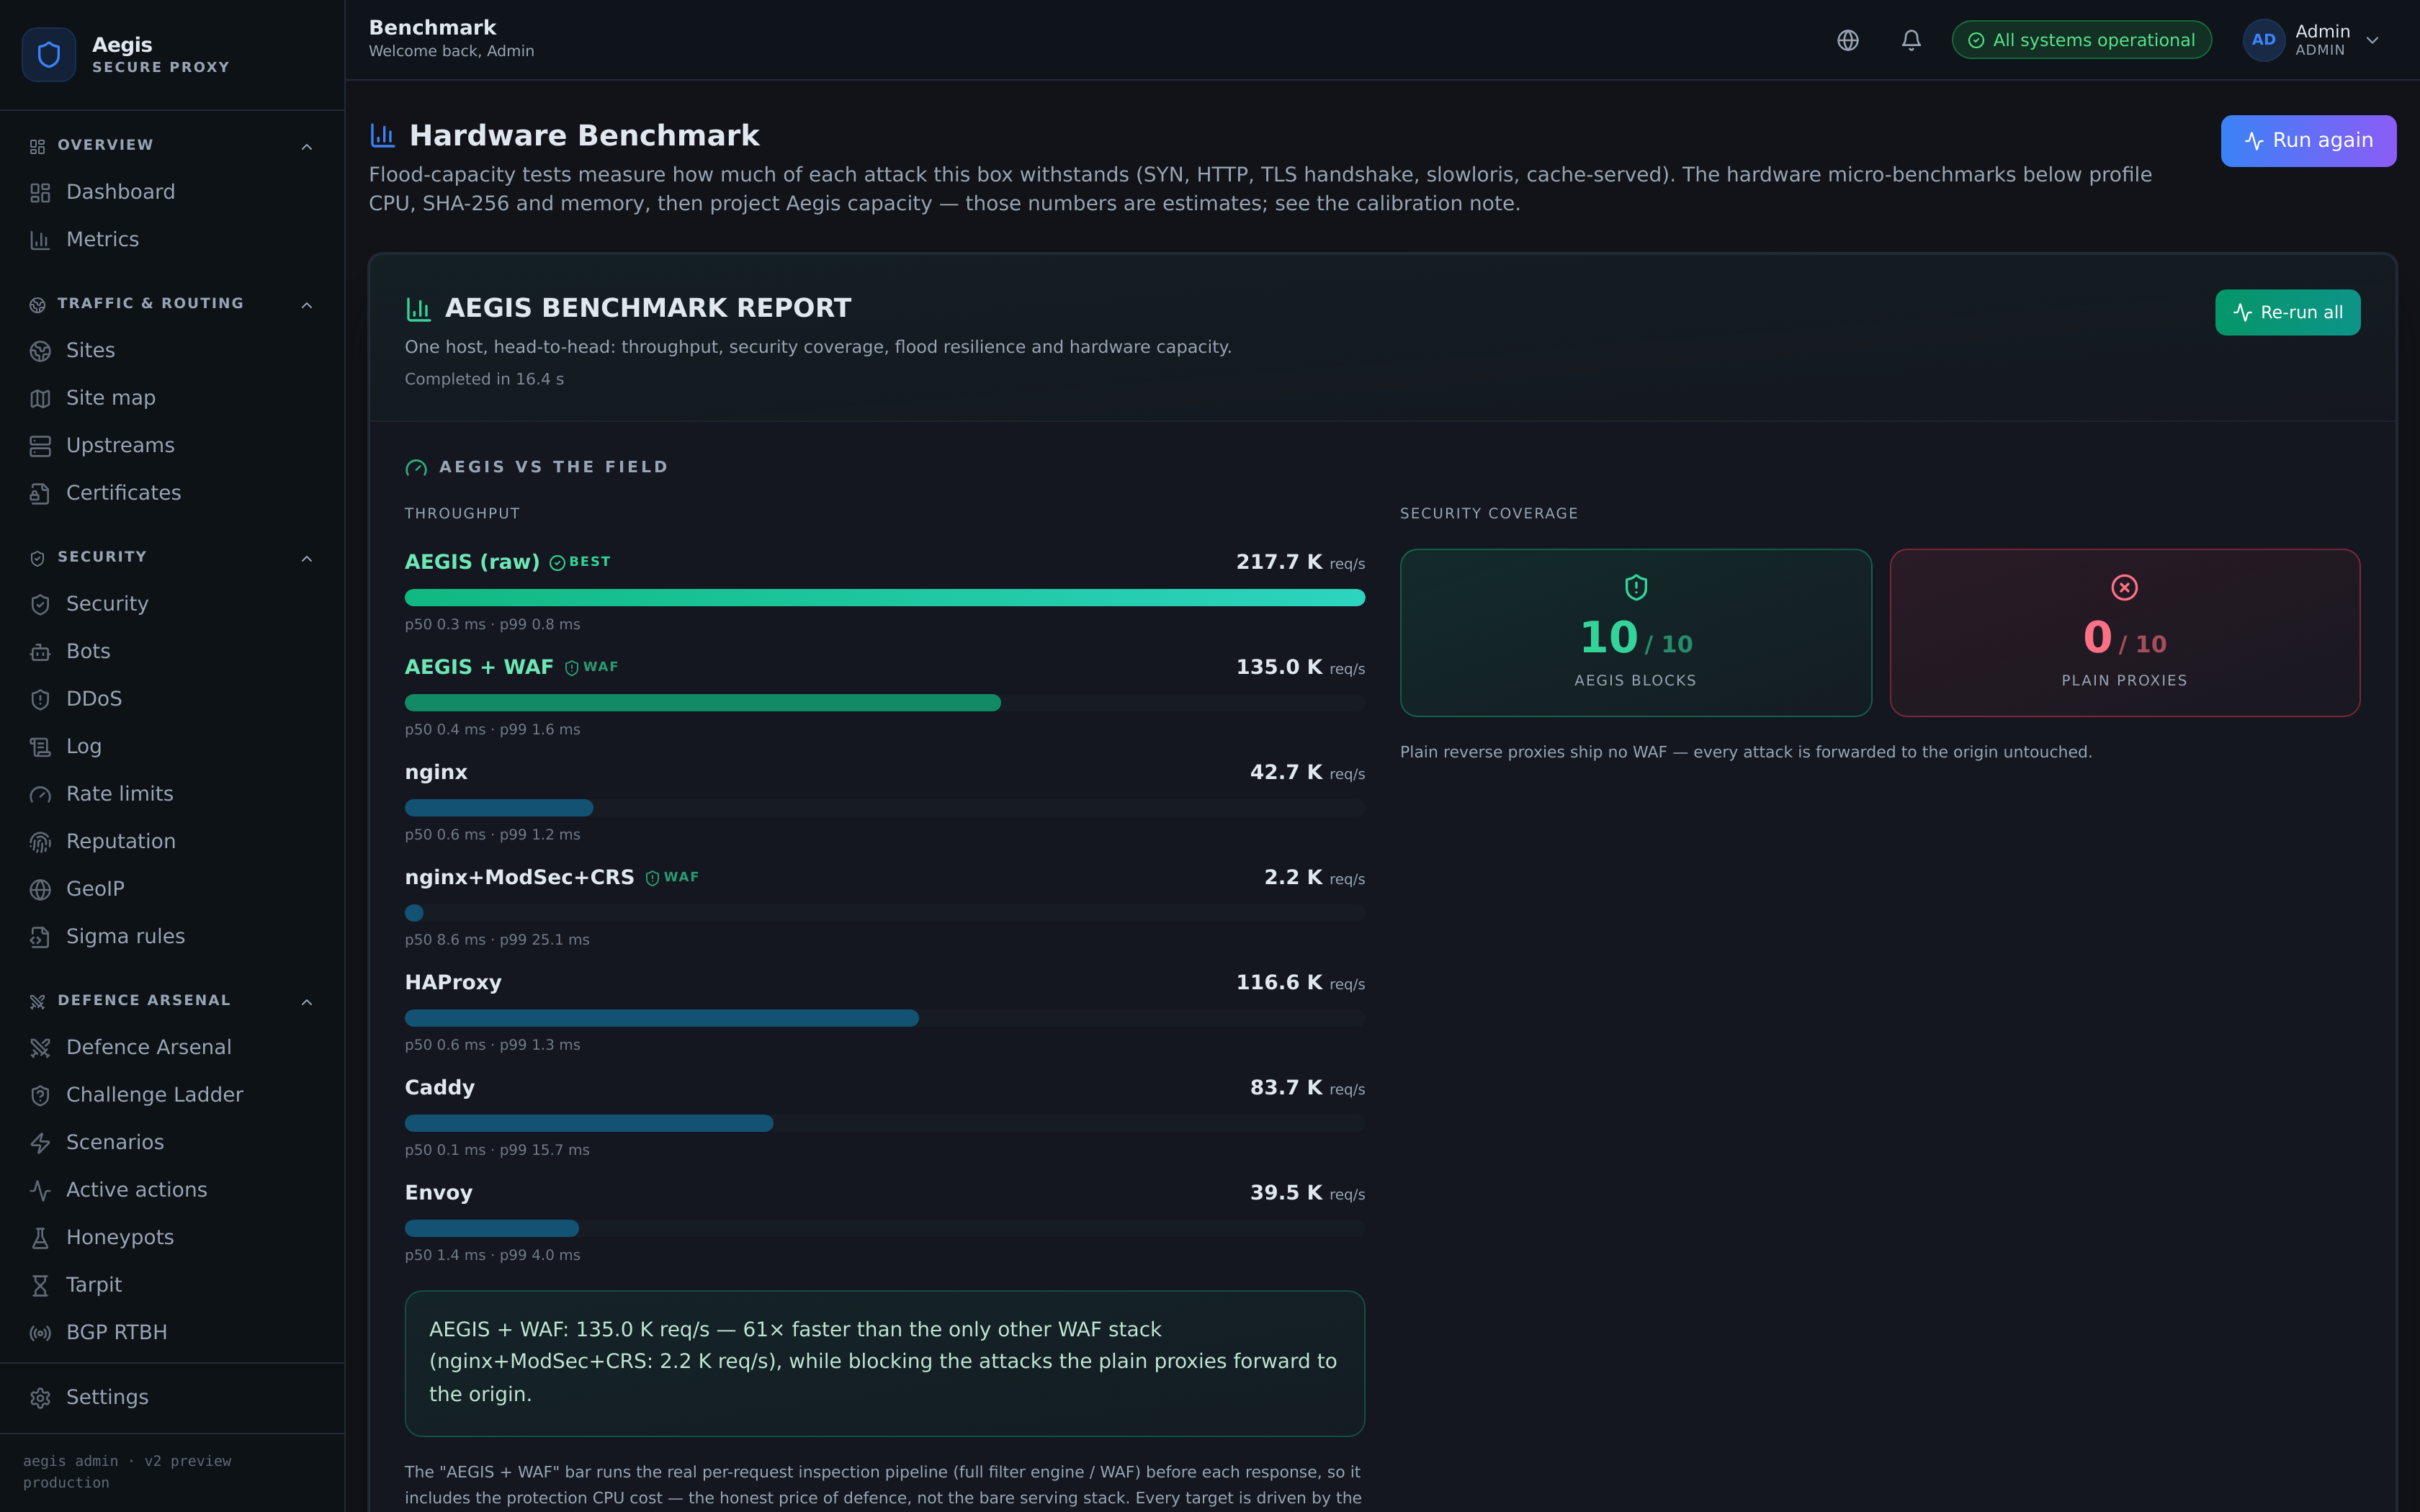 Aegis
SECURE PROXY
OVERVIEW
Dashboard
Metrics
TRAFFIC & ROUTING
Sites
Site map
Upstreams
Certificates
SECURITY
Security
Bots
DDoS
Log
Rate limits
Reputation
GeoIP
Sigma rules
DEFENCE ARSENAL
Defence Arsenal
Challenge Ladder
Scenarios
Active actions
Honeypots
Tarpit
BGP RTBH
Settings
aegis admin · v2 preview
production
Benchmark
Welcome back, Admin
All systems operational
AD
Admin
ADMIN
Hardware Benchmark
Run again
Flood-capacity tests measure how much of each attack this box withstands (SYN, HTTP, TLS handshake, slowloris, cache-served). The hardware micro-benchmarks below profile
CPU, SHA-256 and memory, then project Aegis capacity — those numbers are estimates; see the calibration note.
AEGIS BENCHMARK REPORT
Re-run all
One host, head-to-head: throughput, security coverage, flood resilience and hardware capacity.
Completed in 16.4 s
AEGIS VS THE FIELD
THROUGHPUT
AEGIS (raw) BEST 217.7 K req/s
p50 0.3 ms · p99 0.8 ms
AEGIS + WAF WAF 135.0 K req/s
p50 0.4 ms · p99 1.6 ms
nginx 42.7 K req/s
p50 0.6 ms · p99 1.2 ms
nginx+ModSec+CRS WAF 2.2 K req/s
p50 8.6 ms · p99 25.1 ms
HAProxy 116.6 K req/s
p50 0.6 ms · p99 1.3 ms
Caddy 83.7 K req/s
p50 0.1 ms · p99 15.7 ms
Envoy 39.5 K req/s
p50 1.4 ms · p99 4.0 ms
AEGIS + WAF: 135.0 K req/s — 61× faster than the only other WAF stack
(nginx+ModSec+CRS: 2.2 K req/s), while blocking the attacks the plain proxies forward to
the origin.
The "AEGIS + WAF" bar runs the real per-request inspection pipeline (full filter engine / WAF) before each response, so it
includes the protection CPU cost — the honest price of defence, not the bare serving stack. Every target is driven by the
SECURITY COVERAGE
10 / 10
AEGIS BLOCKS
0 / 10
PLAIN PROXIES
Plain reverse proxies ship no WAF — every attack is forwarded to the origin untouched.